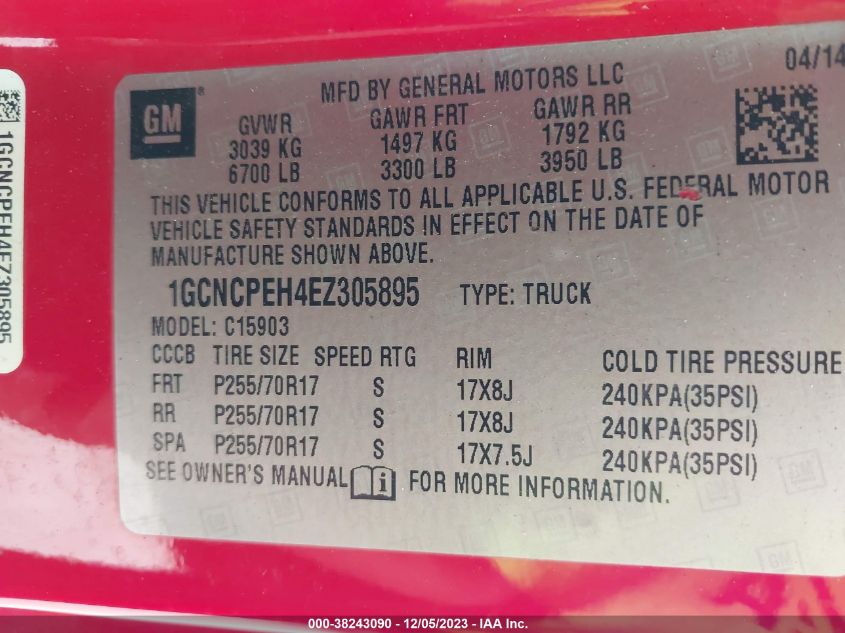 04/14
GM
MFD BY GENERAL MOTORS LLC
GVWR GAWR FRT GAWR RR
3039 KG 1497 KG 1792 KG
6700 LB 3300 LB 3950 LB
THIS VEHICLE CONFORMS TO ALL APPLICABLE U.S. FEDERAL MOTOR
VEHICLE SAFETY STANDARDS IN EFFECT ON THE DATE OF
MANUFACTURE SHOWN ABOVE.
1GCNCPEH4EZ305895 TYPE: TRUCK
MODEL: C15903
CCCB TIRE SIZE SPEED RTG RIM COLD TIRE PRESSURE
FRT P255/70R17 S 17X8J 240KPA(35PSI)
RR P255/70R17 S 17X8J 240KPA(35PSI)
SPA P255/70R17 S 17X7.5J 240KPA(35PSI)
SEE OWNER'S MANUAL i FOR MORE INFORMATION.
1GCNCPEH4EZ305895
000-38243090 - 12/05/2023 - IAA Inc.